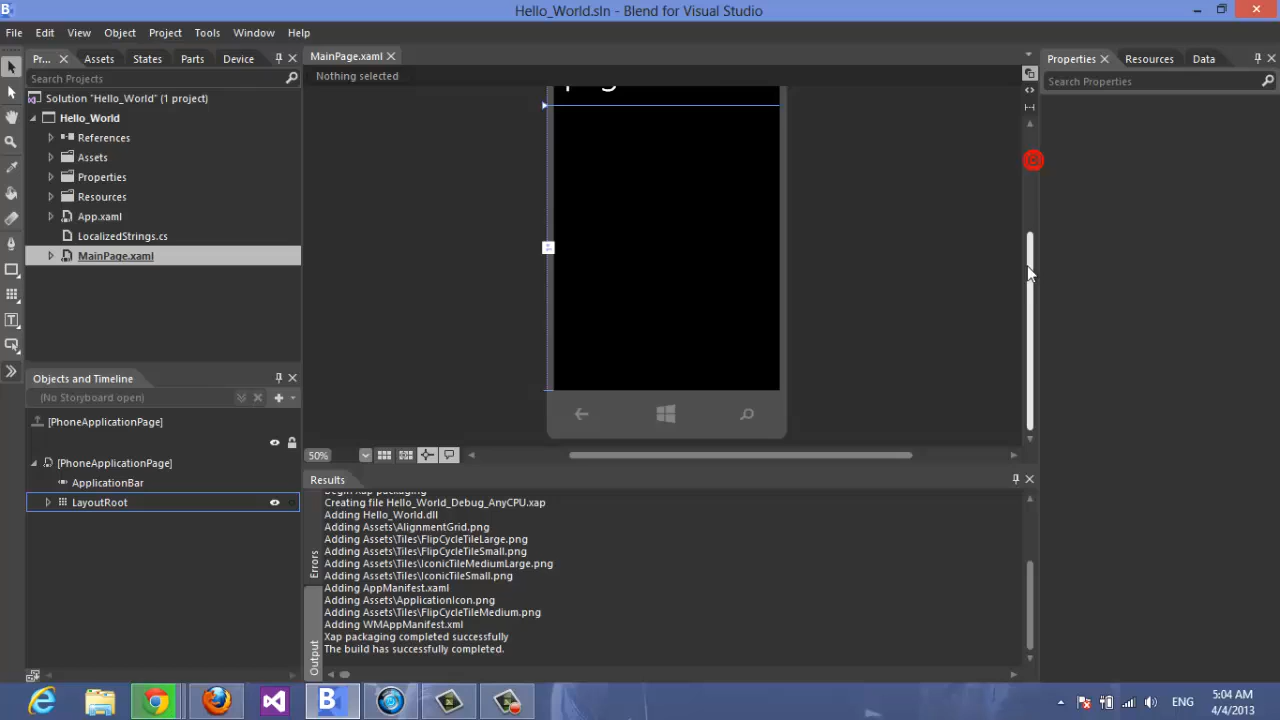 Hello_World.sln - Blend for Visual Studio
File Edit View Object Project Tools Window Help
Pr... Assets States Parts Device
Search Projects
Solution "Hello_World" (1 project)
Hello_World
References
Assets
Properties
Resources
App.xaml
LocalizedStrings.cs
MainPage.xaml
Objects and Timeline
(No Storyboard open)
[PhoneApplicationPage]
[PhoneApplicationPage]
ApplicationBar
LayoutRoot
MainPage.xaml
Nothing selected
50%
Results
Errors
Output
Creating file Hello_World_Debug_AnyCPU.xap
Adding Hello_World.dll
Adding Assets\AlignmentGrid.png
Adding Assets\Tiles\FlipCycleTileLarge.png
Adding Assets\Tiles\FlipCycleTileSmall.png
Adding Assets\Tiles\IconicTileMediumLarge.png
Adding Assets\Tiles\IconicTileSmall.png
Adding AppManifest.xaml
Adding Assets\ApplicationIcon.png
Adding Assets\Tiles\FlipCycleTileMedium.png
Adding WMAppManifest.xml
Xap packaging completed successfully
The build has successfully completed.
Properties Resources Data
Search Properties
ENG
5:04 AM
4/4/2013